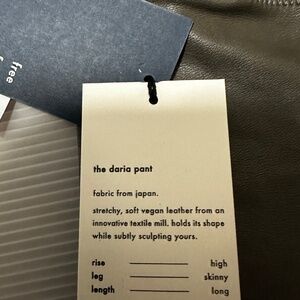 free
the daria pant
fabric from japan.
stretchy, soft vegan leather from an
innovative textile mill. holds its shape
while subtly sculpting yours.
rise high
leg skinny
length long